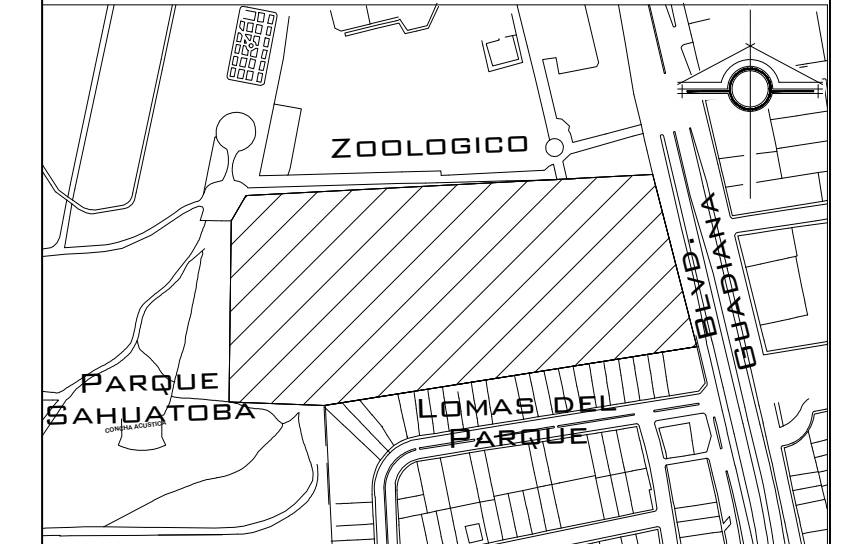 ZOOLOGICO
BLVD.
GUADIANA
PARQUE
SAHUATOBA
CONCHA ACUSTICA
LOMAS DEL
PARQUE